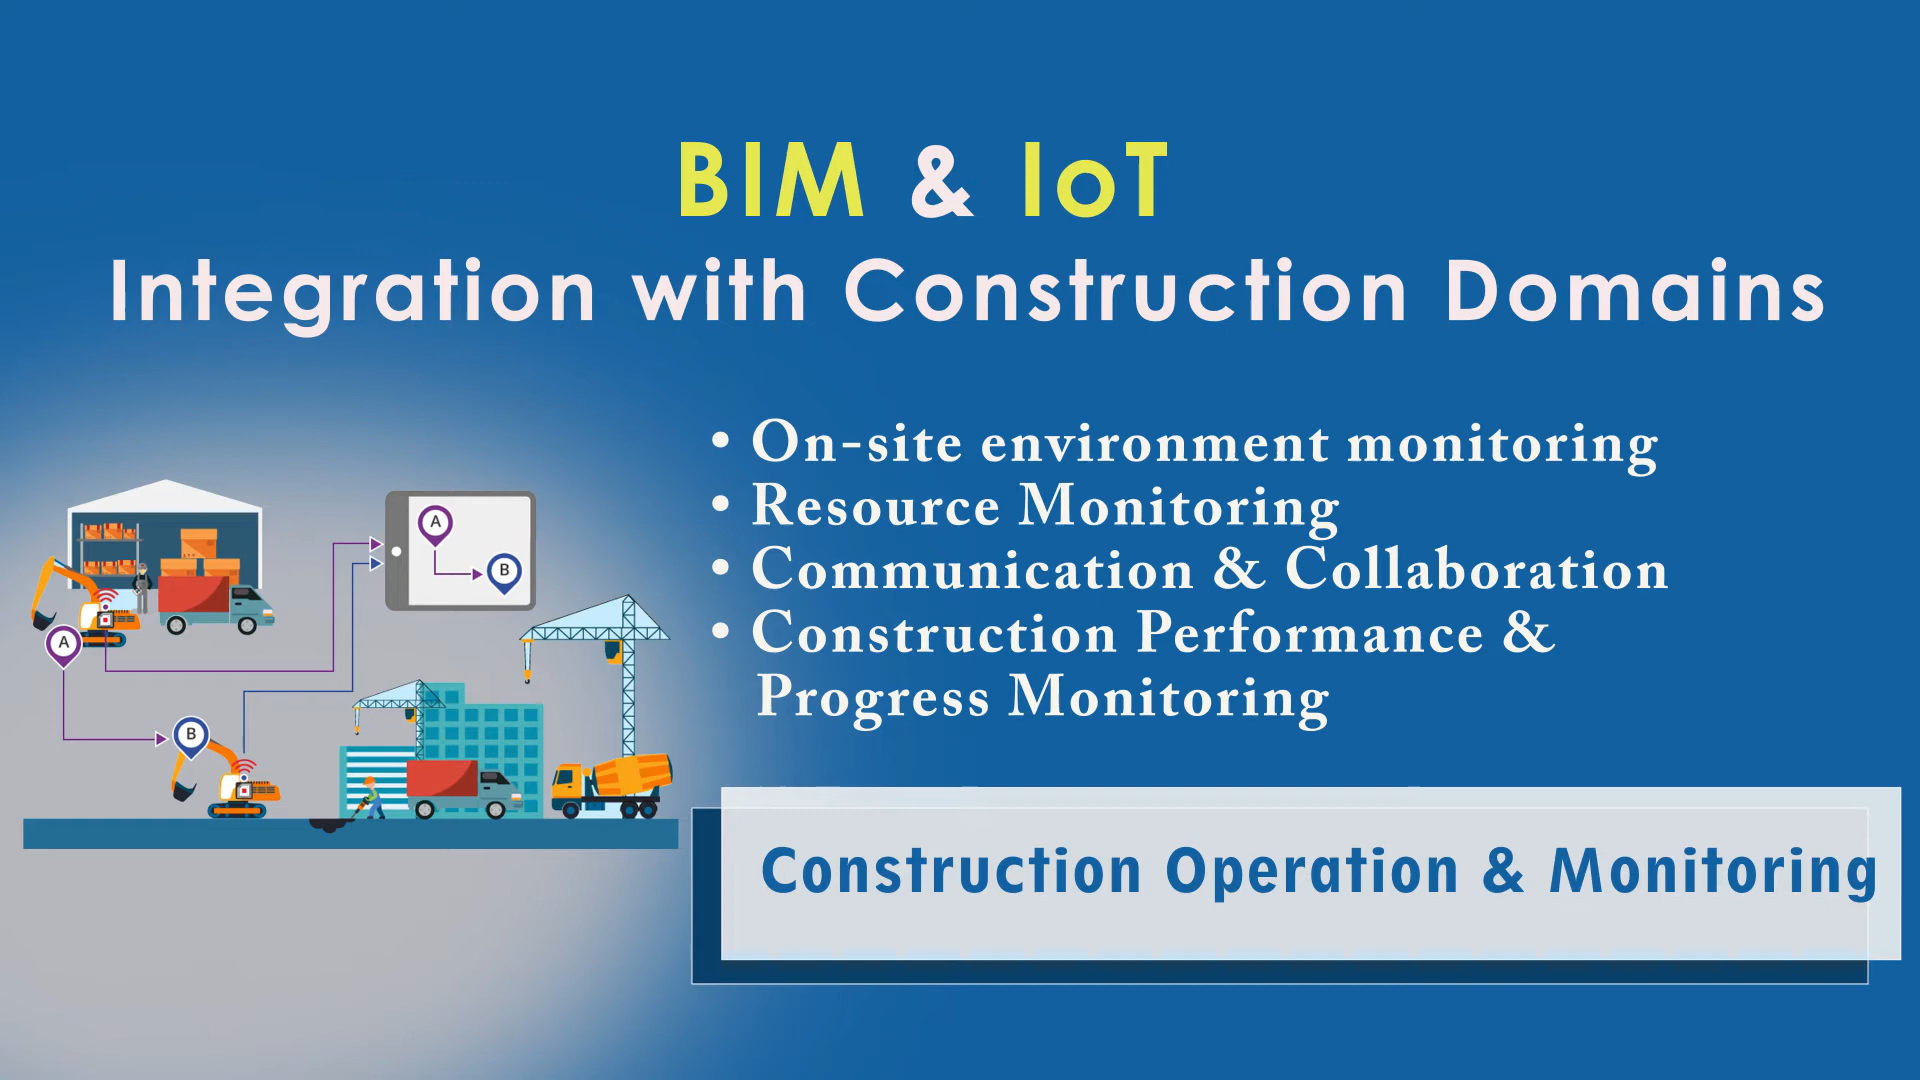 BIM & IoT
Integration with Construction Domains
• On-site environment monitoring
• Resource Monitoring
• Communication & Collaboration
• Construction Performance &
Progress Monitoring
A
B
A
B
Construction Operation & Monitoring